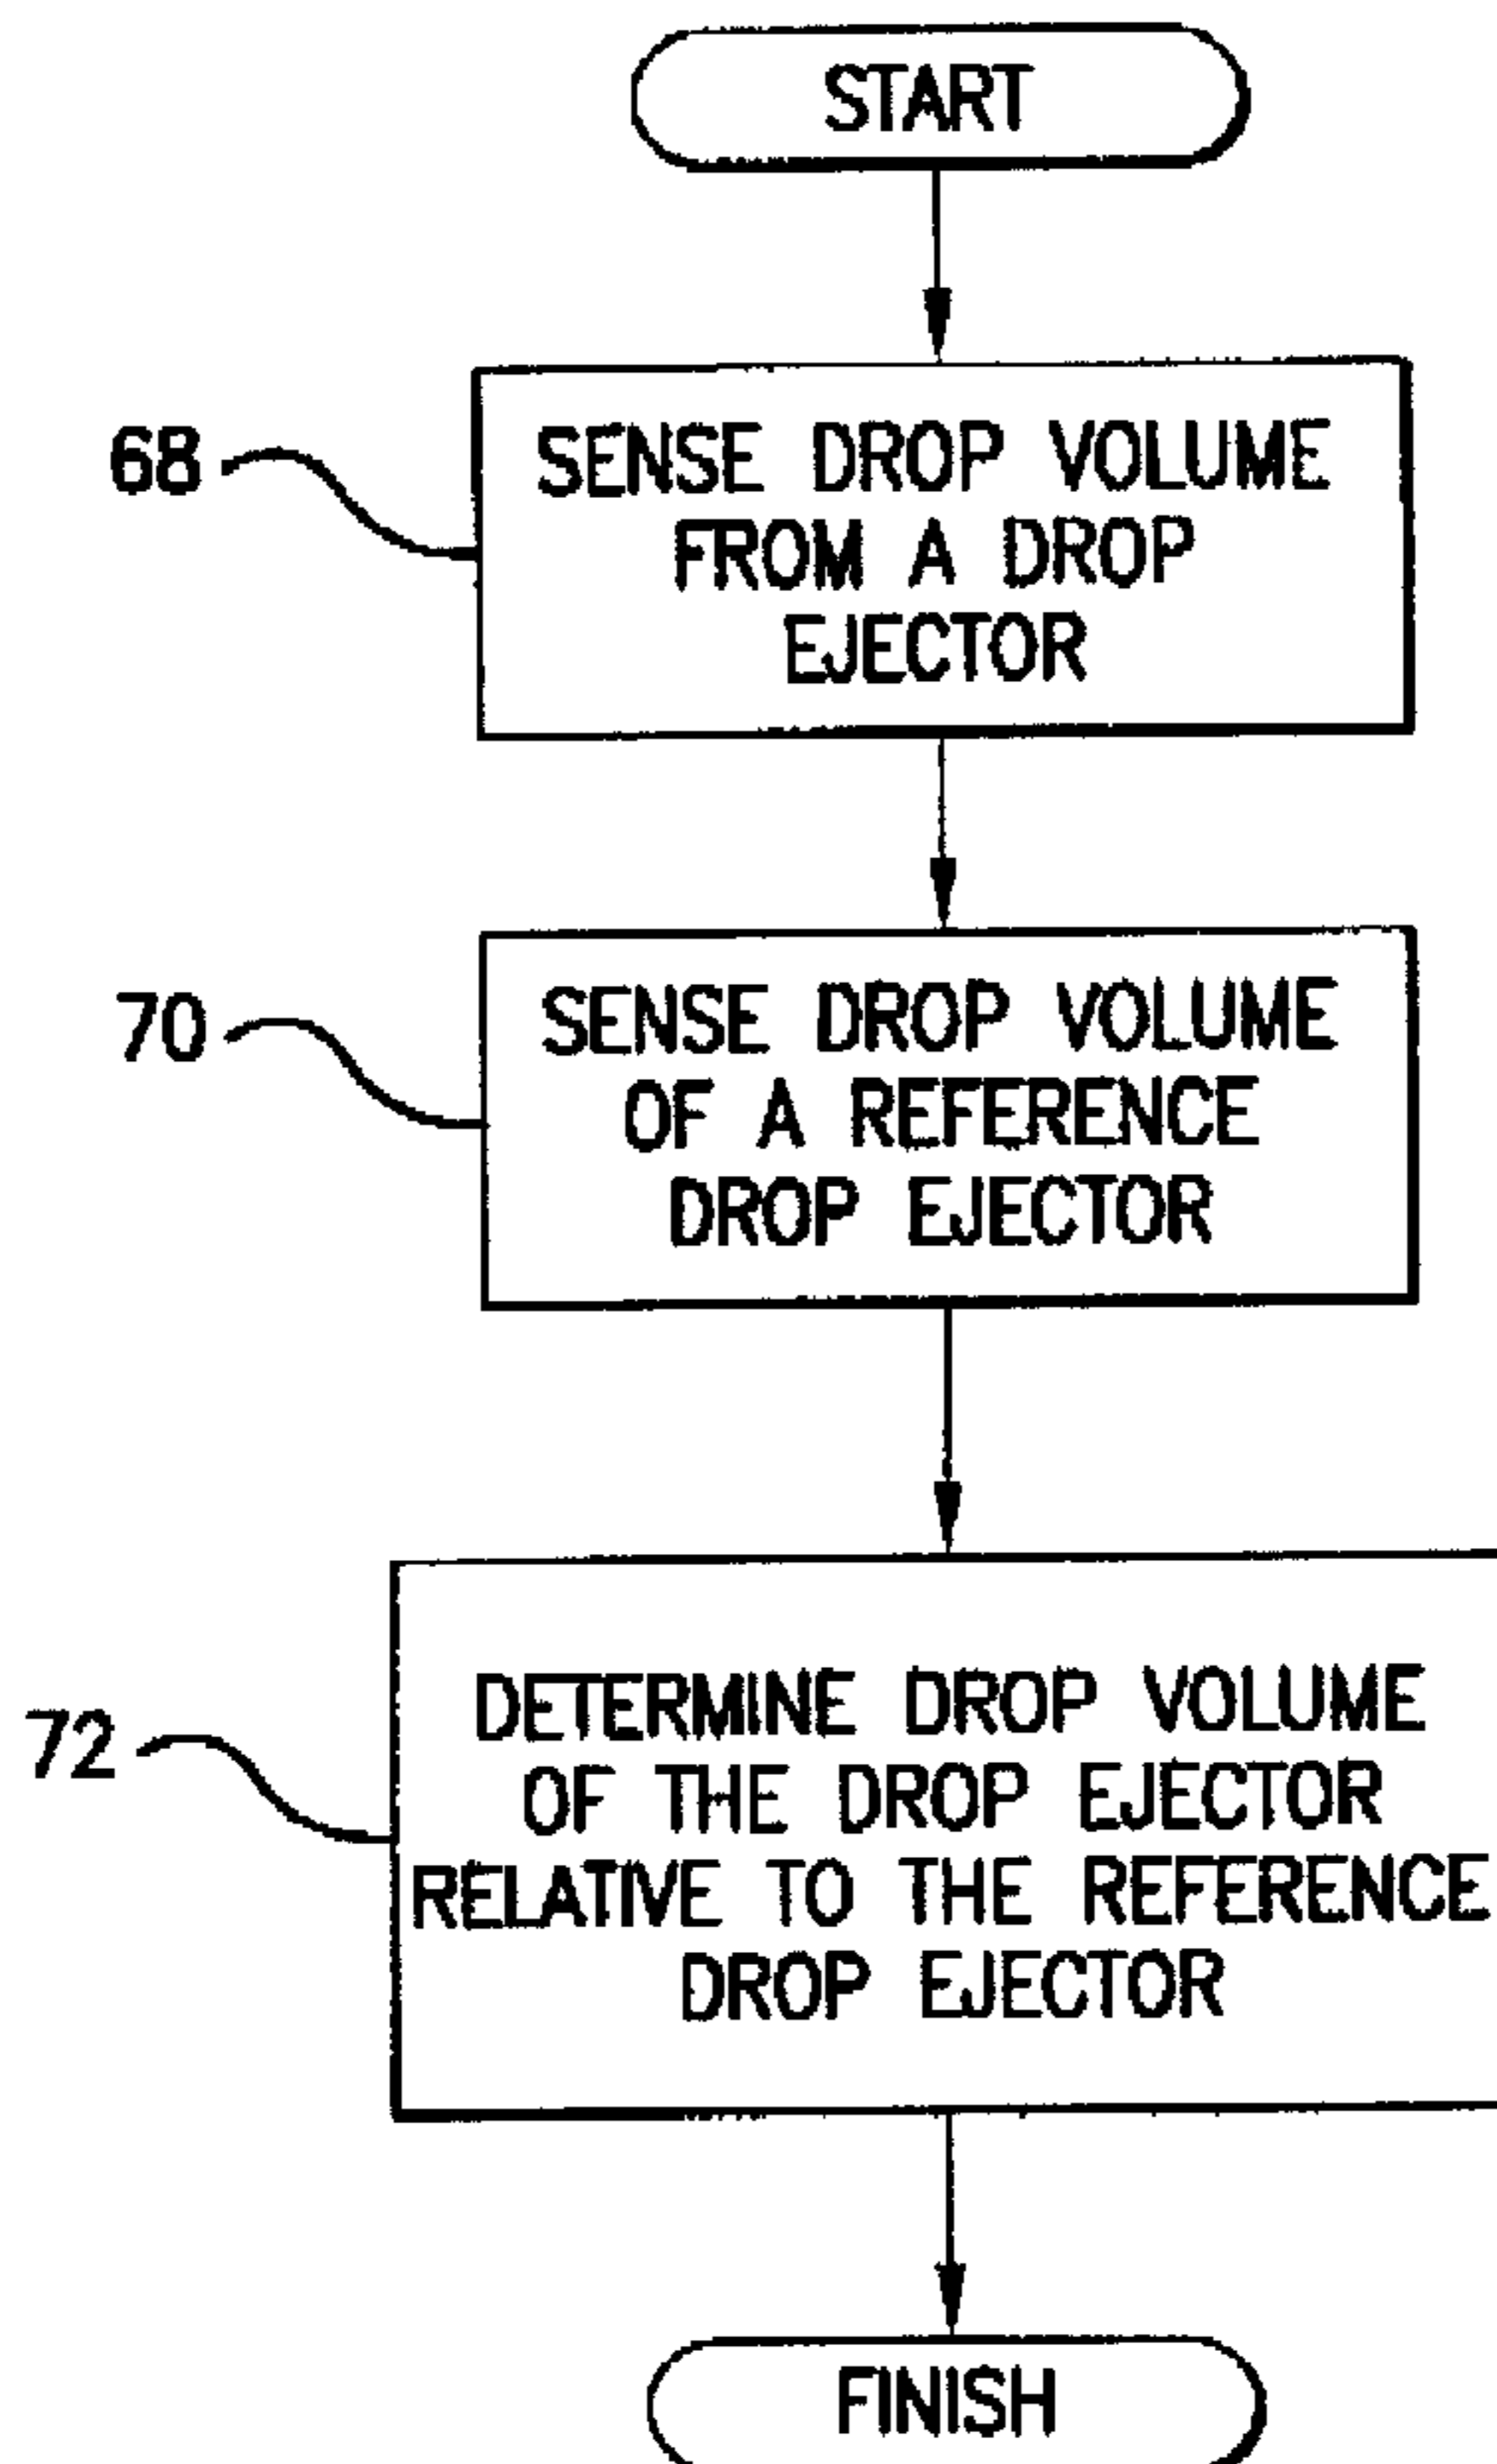 START
68
SENSE DROP VOLUME
FROM A DROP
EJECTOR
70
SENSE DROP VOLUME
OF A REFERENCE
DROP EJECTOR
72
DETERMINE DROP VOLUME
OF THE DROP EJECTOR
RELATIVE TO THE REFERENCE
DROP EJECTOR
FINISH